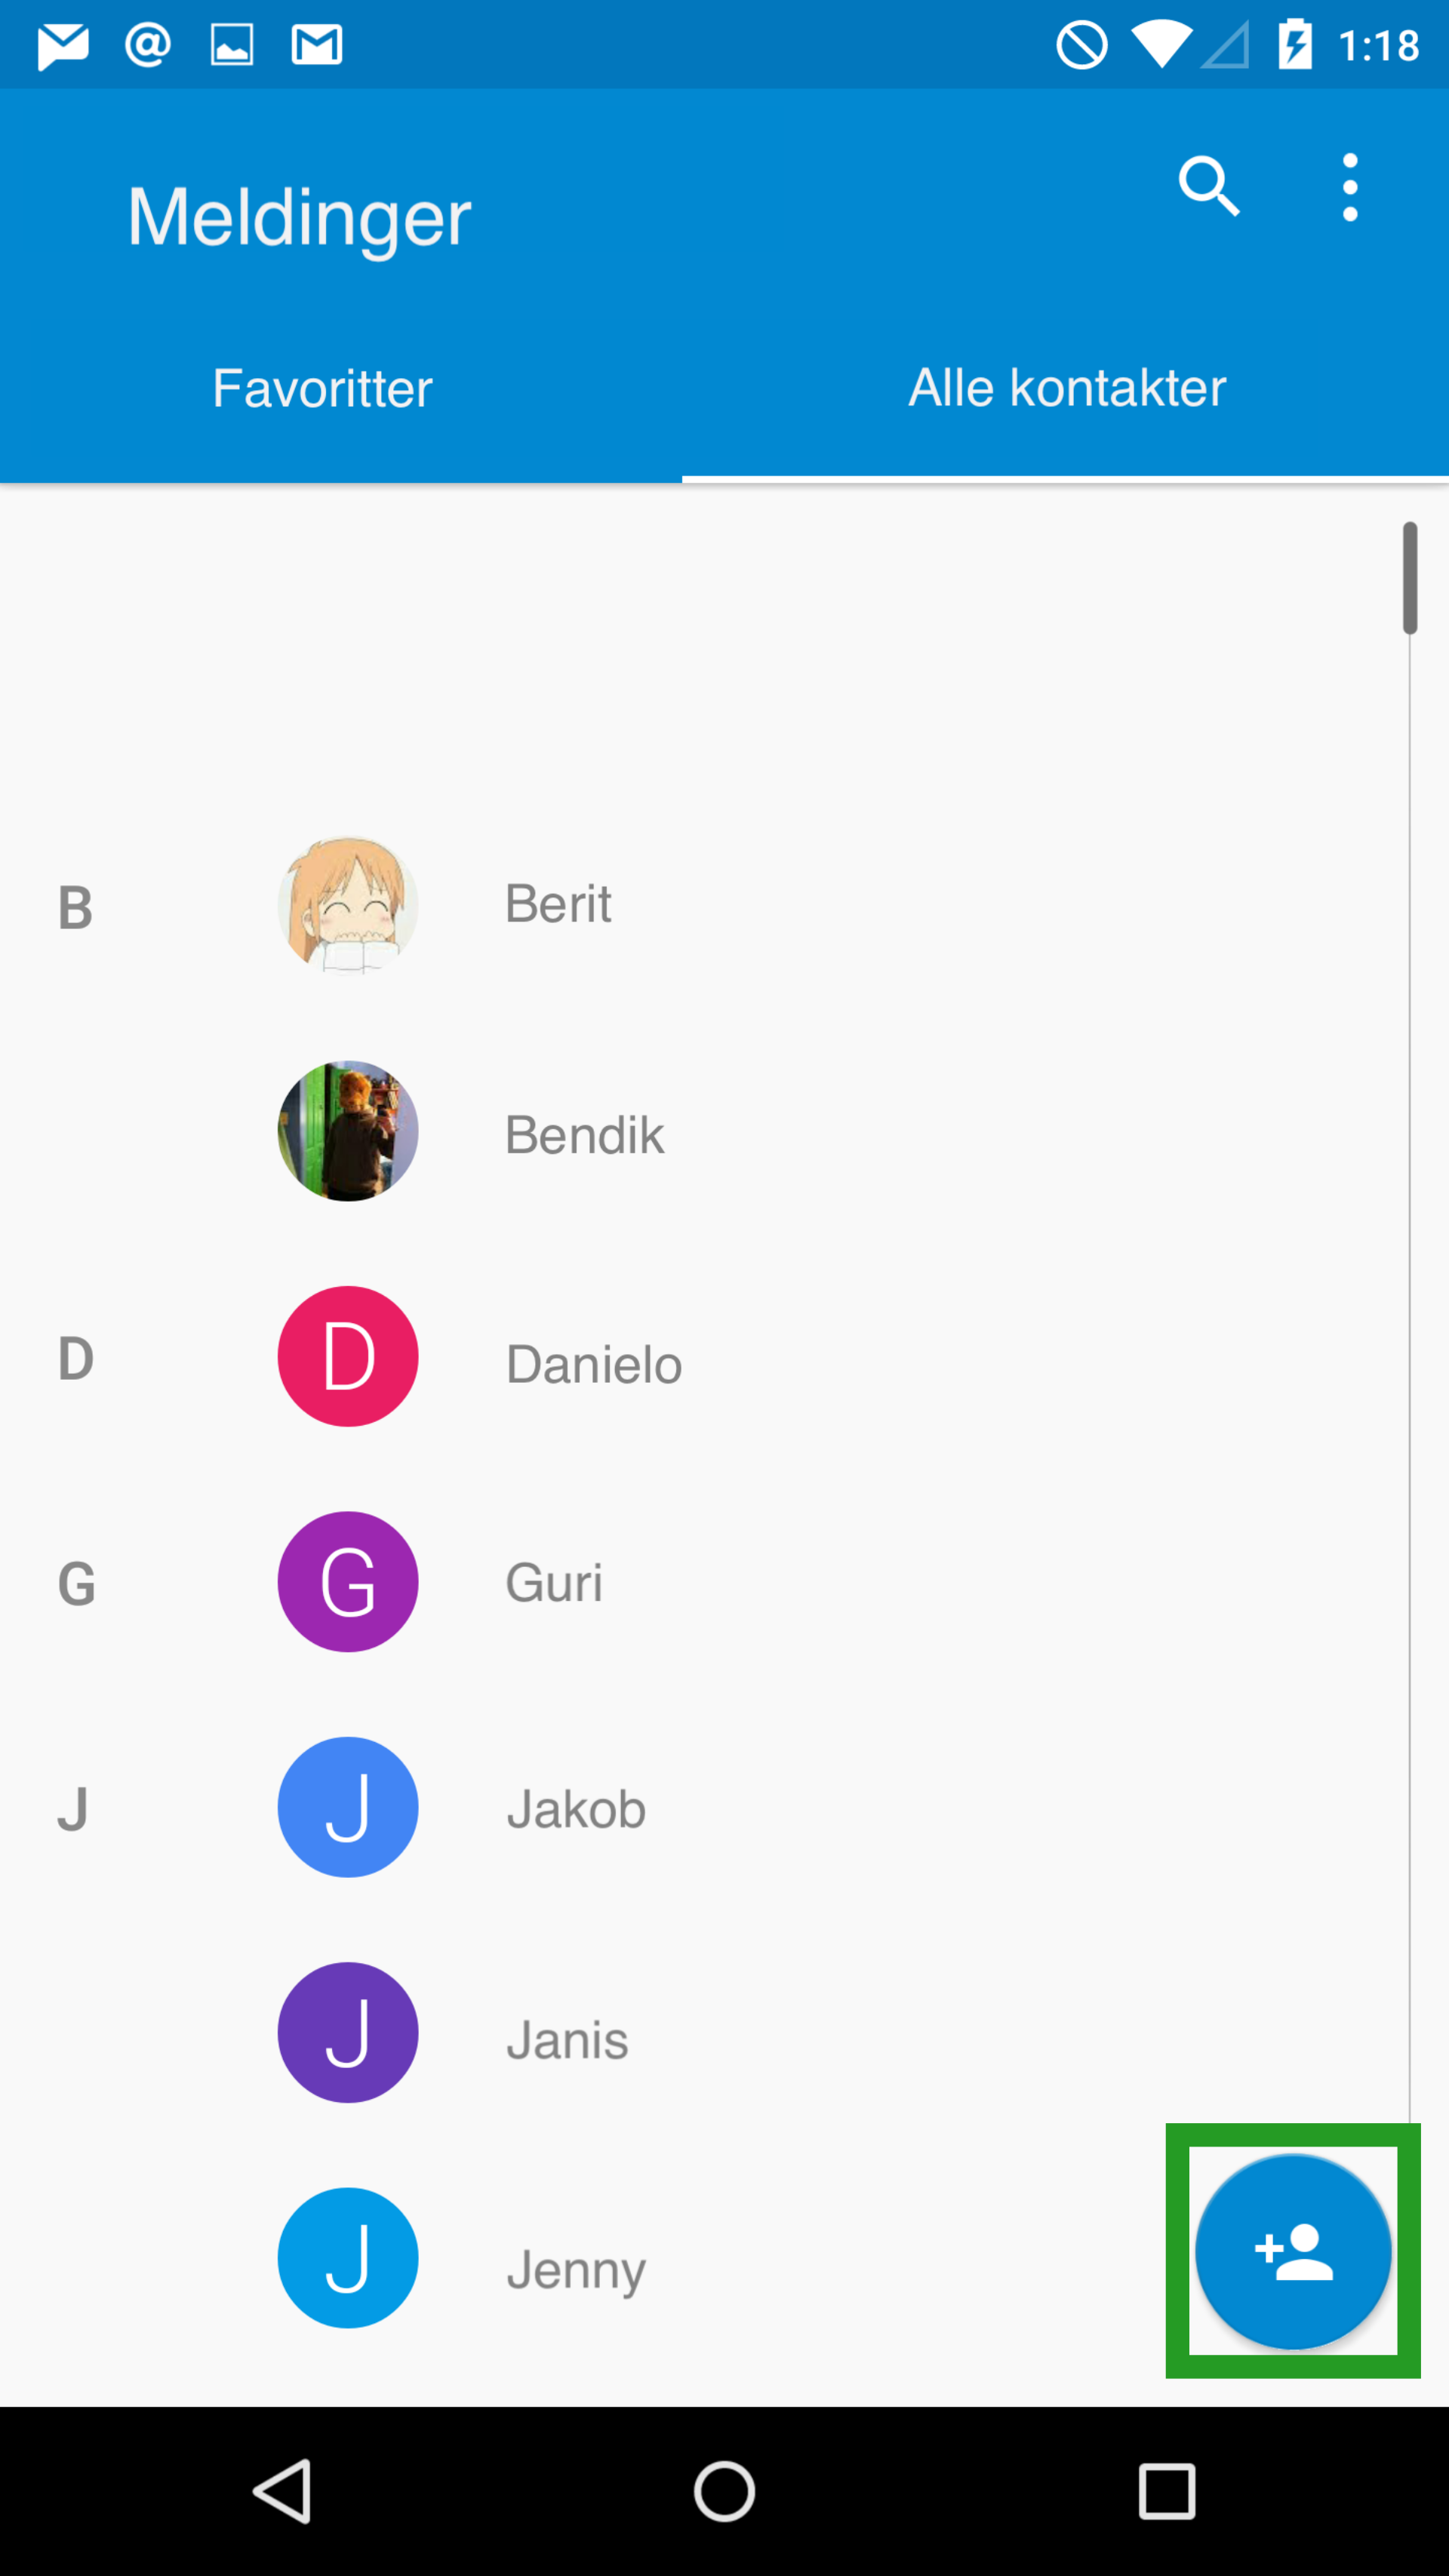 1:18
Meldinger
Favoritter
Alle kontakter
B
Berit
Bendik
D
D
Danielo
G
G
Guri
J
J
Jakob
J
Janis
J
Jenny